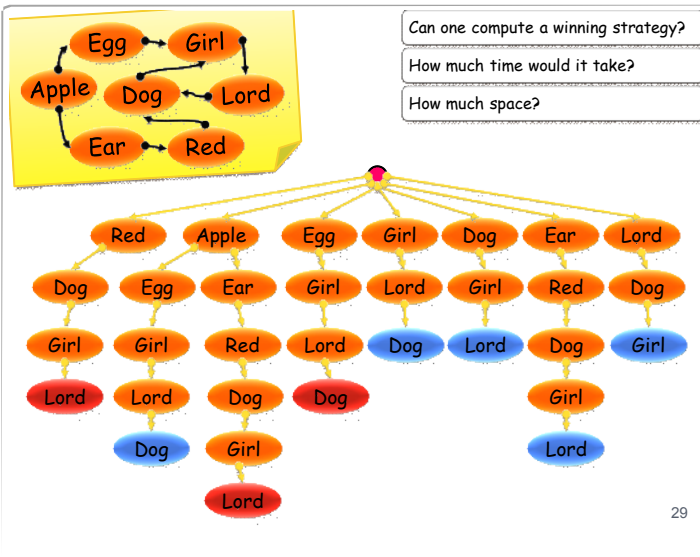 Egg Girl
Apple Dog Lord
Ear Red
Can one compute a winning strategy?
How much time would it take?
How much space?
Red Apple Egg Girl Dog Ear Lord
Dog Egg Ear Girl Lord Girl Red Dog
Girl Girl Red Lord Dog Lord Dog Girl
Lord Lord Dog Dog Girl
Dog Girl Lord
Lord
29